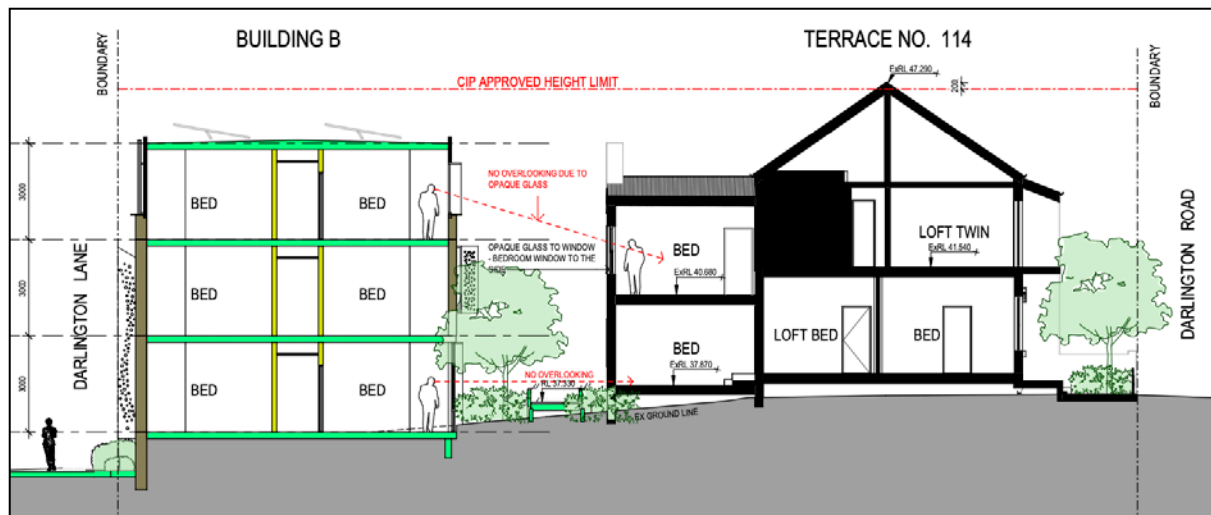 BUILDING B
TERRACE NO. 114
BOUNDARY
BOUNDARY
ExRL 47.290
CIP APPROVED HEIGHT LIMIT
200
3000
3000
3000
NO OVERLOOKING DUE TO
OPAQUE GLASS
BED
BED
BED
LOFT TWIN
ExRL 41.540
OPAQUE GLASS TO WINDOW
- BEDROOM WINDOW TO THE
SIDE
ExRL 40.680
DARLINGTON LANE
DARLINGTON ROAD
BED
BED
LOFT BED
BED
BED
ExRL 37.870
NO OVERLOOKING
RL 37.330
BED
BED
EX GROUND LINE